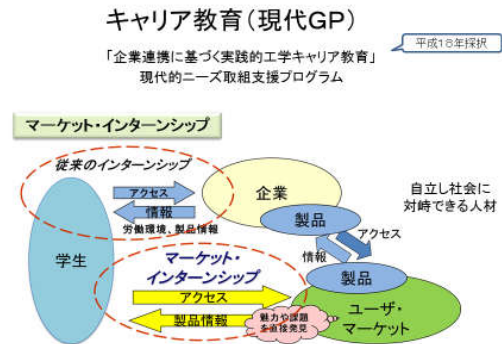 キャリア教育(現代GP)
平成18年採択
「企業連携に基づく実践的工学キャリア教育」
現代的ニーズ取組支援プログラム
マーケット・インターンシップ
従来のインターンシップ
アクセス
情報
労働環境、製品情報
企業
製品
自立し社会に
対峙できる人材
アクセス
情報
学生
マーケット・
インターンシップ
製品
アクセス
製品情報
魅力や課題
を直接発見
ユーザ・
マーケット